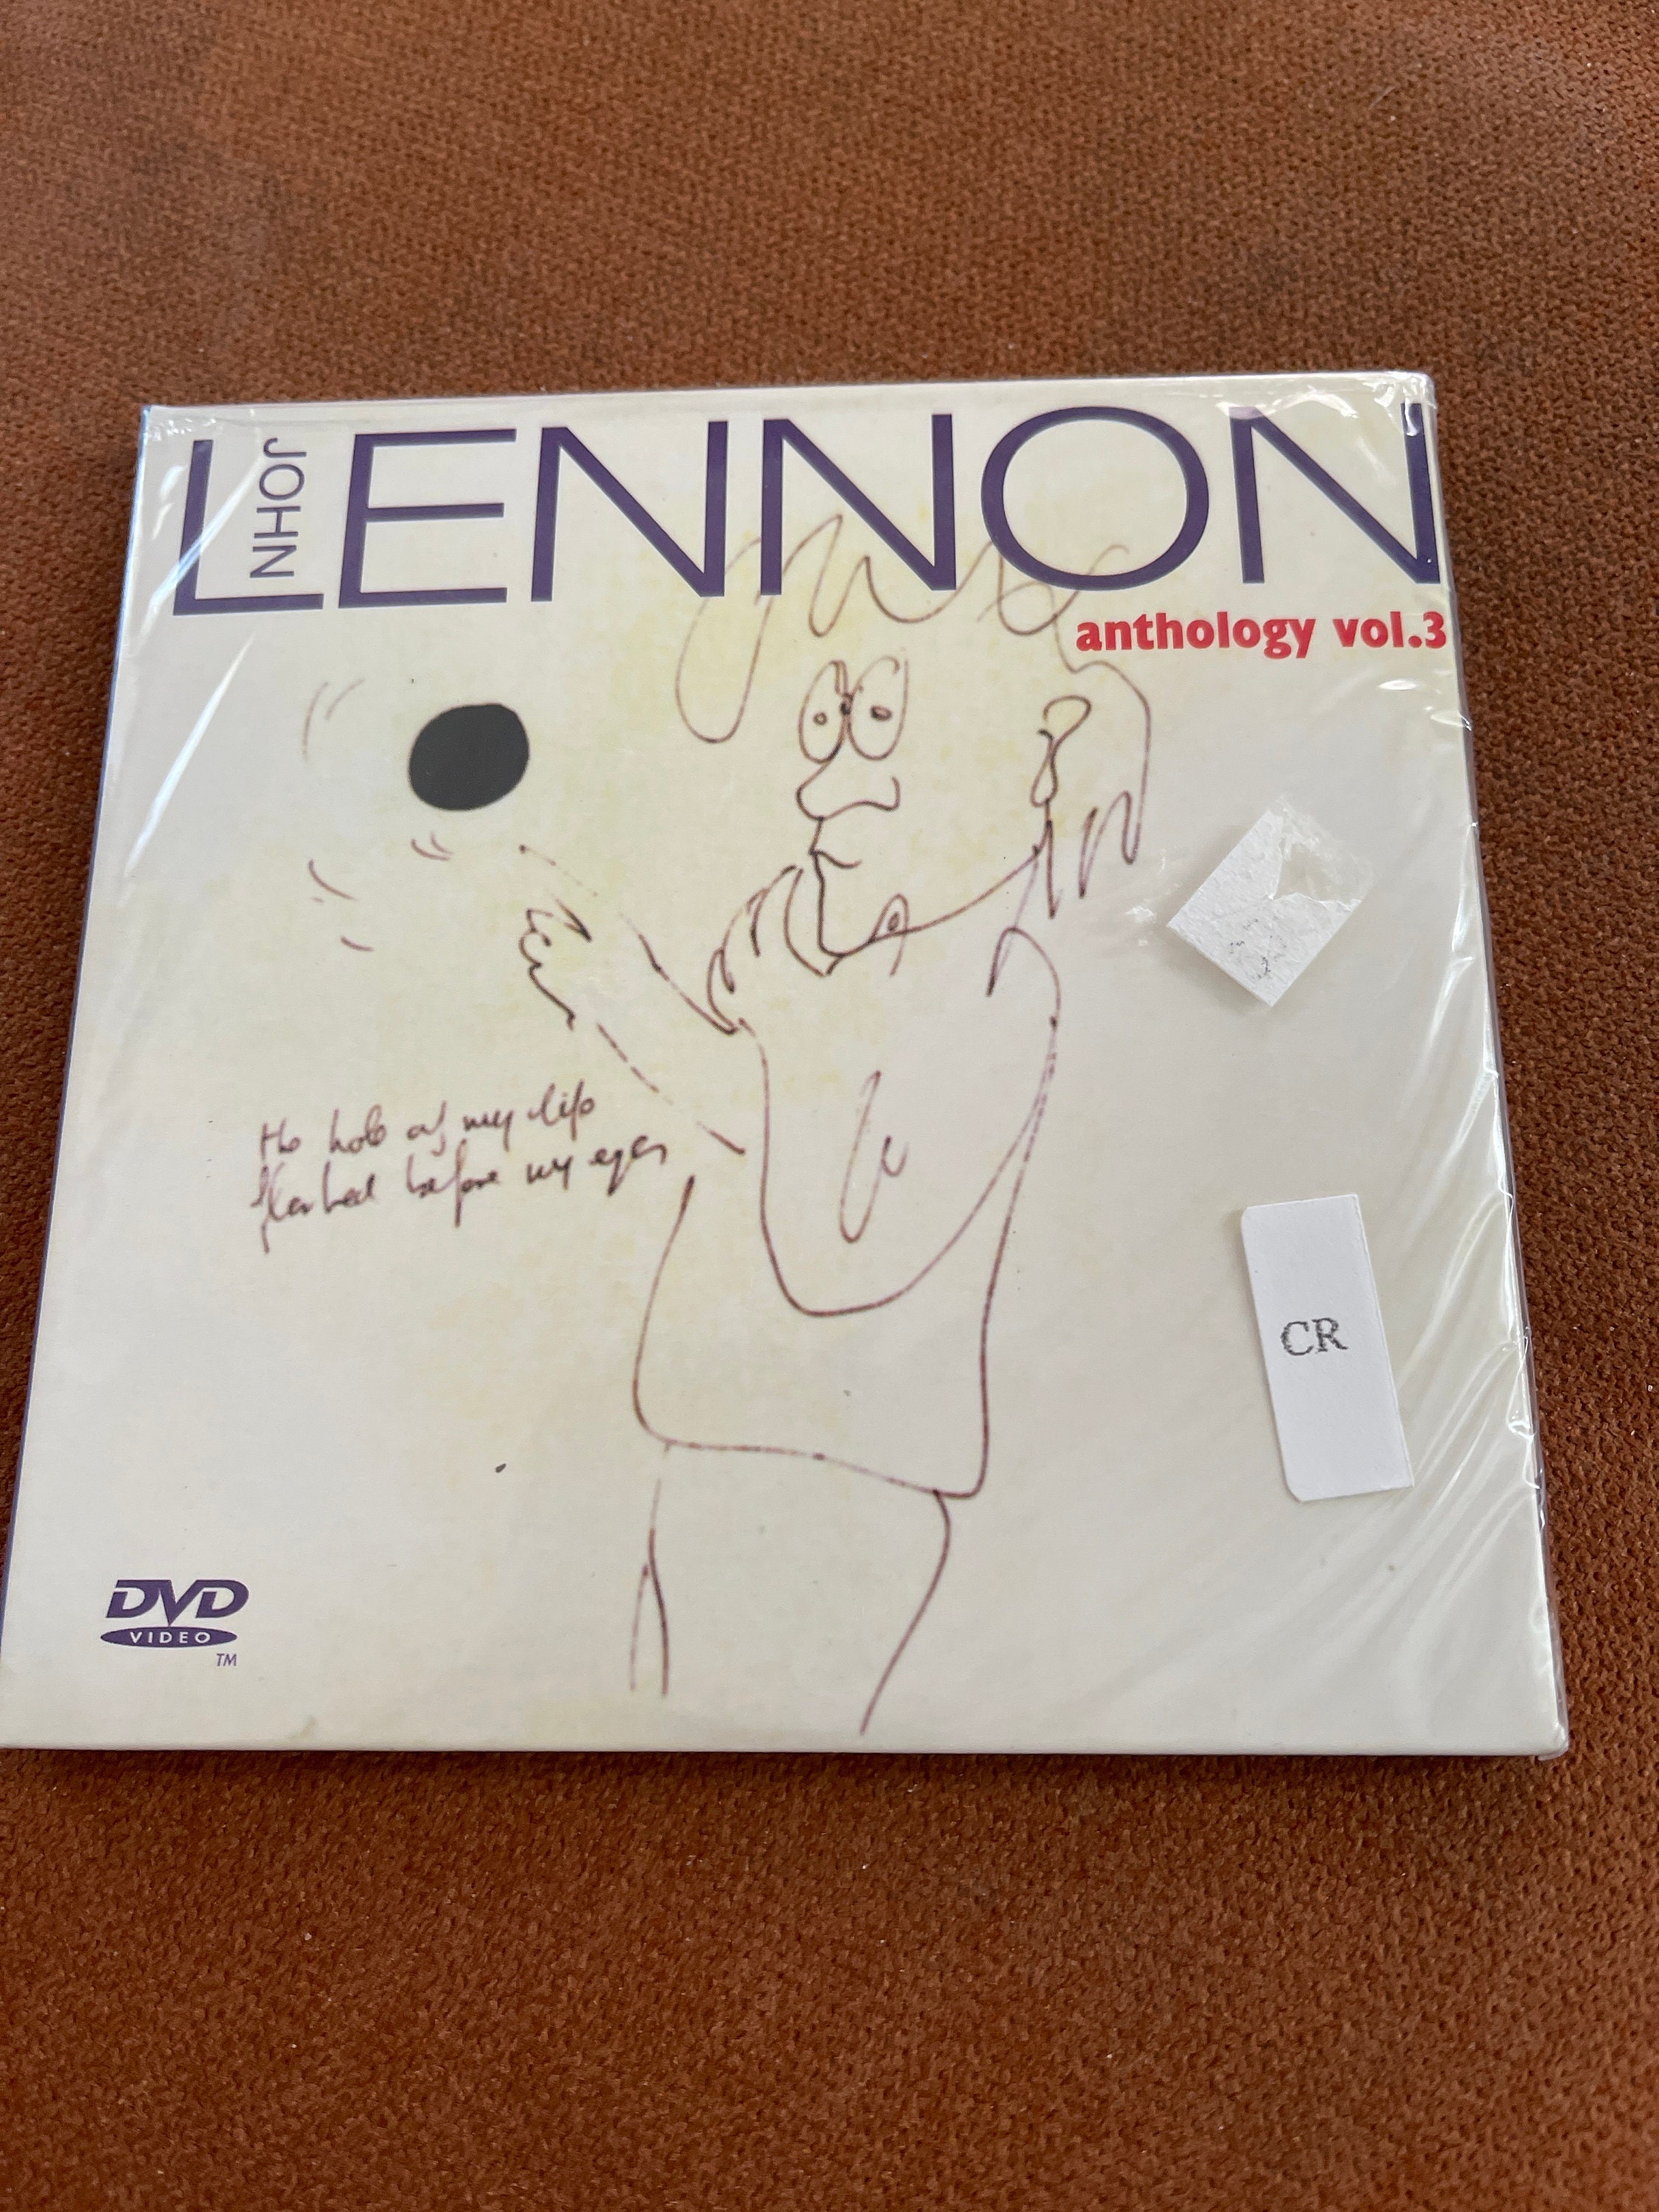 JOHN
LENNON
anthology vol.3
the hole of my life
flashed before my eyes
CR
DVD
VIDEO
TM